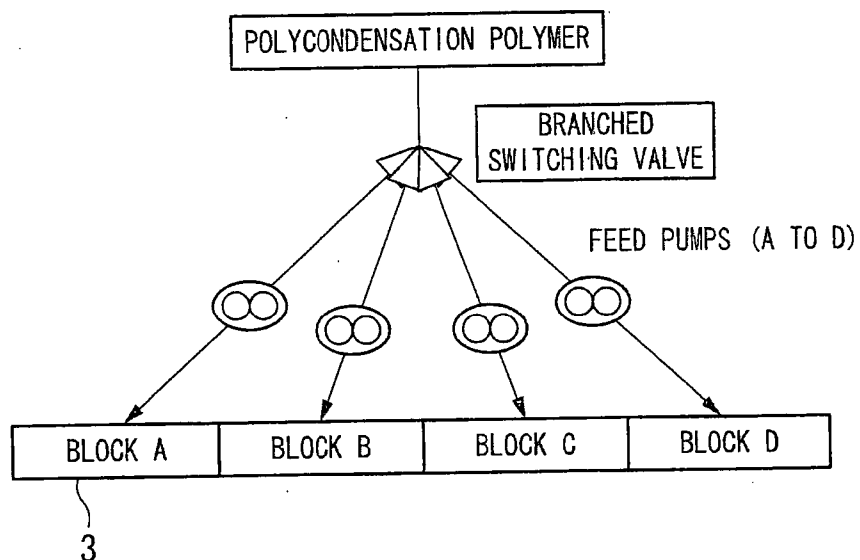 POLYCONDENSATION POLYMER
BRANCHED
SWITCHING VALVE
FEED PUMPS (A TO D)
BLOCK A
BLOCK B
BLOCK C
BLOCK D
3